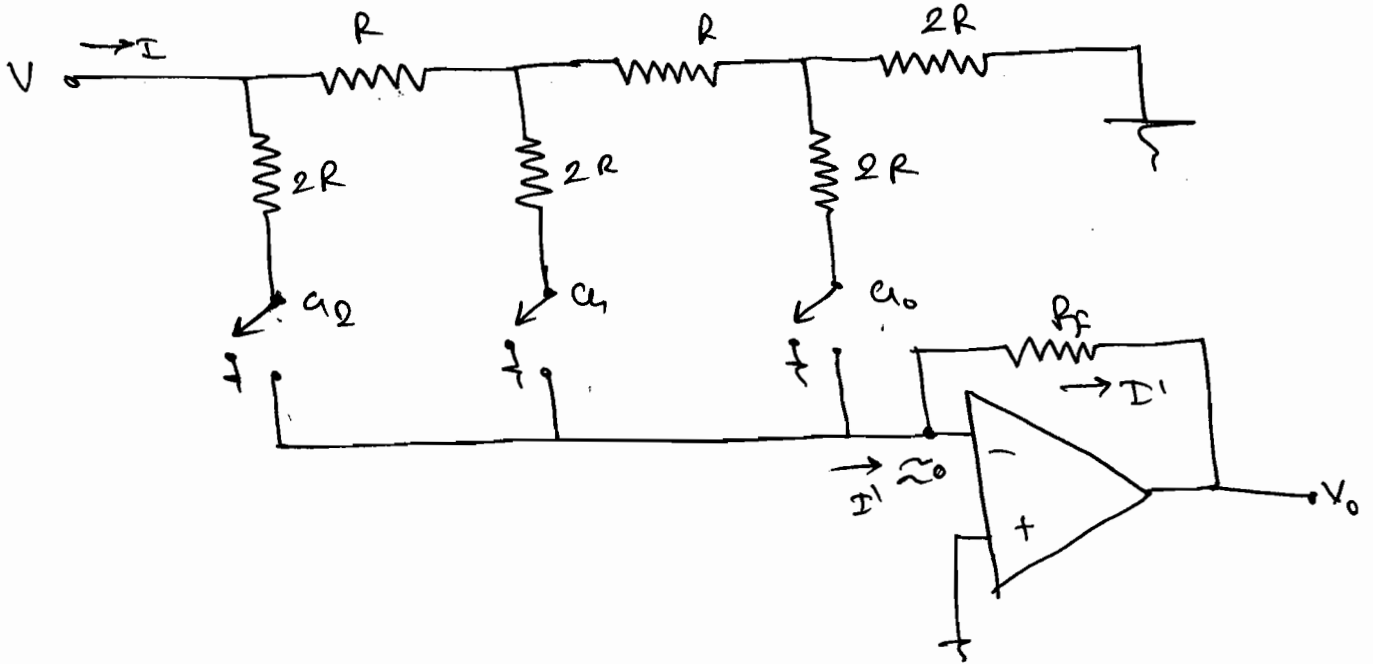 R
R
2R
→ I
V
2R
2R
2R
a2
a1
a0
Rf
→ I'
→ ≈0
I'
−
+
V0